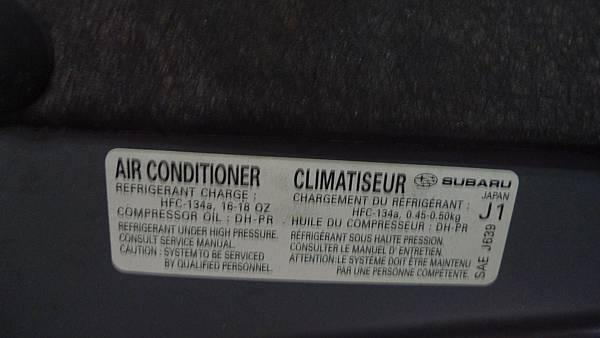 AIR CONDITIONER
REFRIGERANT CHARGE :
HFC-134a, 16-18 OZ
COMPRESSOR OIL : DH-PR
REFRIGERANT UNDER HIGH PRESSURE.
CONSULT SERVICE MANUAL.
CAUTION : SYSTEM TO BE SERVICED
BY QUALIFIED PERSONNEL.
CLIMATISEUR SUBARU
JAPAN
CHARGEMENT DU RÉFRIGÉRANT :
HFC-134a, 0.45-0.50kg
HUILE DU COMPRESSEUR : DH-PR
RÉFRIGÉRANT SOUS HAUTE PRESSION.
CONSULTER LE MANUEL D'ENTRETIEN.
ATTENTION:LE SYSTÈME DOIT ÊTRE MAINTENU
PAR UNE PERSONNE COMPÉTENTE.
J1
SAE J639